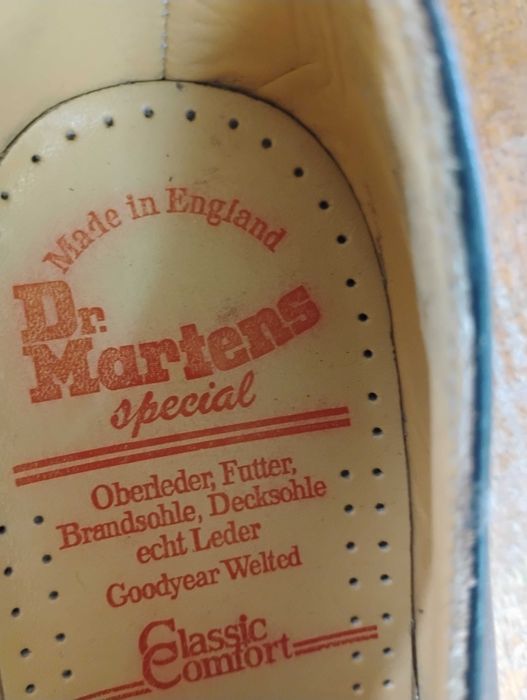 Made in England
Dr.
Martens
special
Oberleder, Futter,
Brandsohle, Decksohle
echt Leder
Goodyear Welted
Classic
Comfort